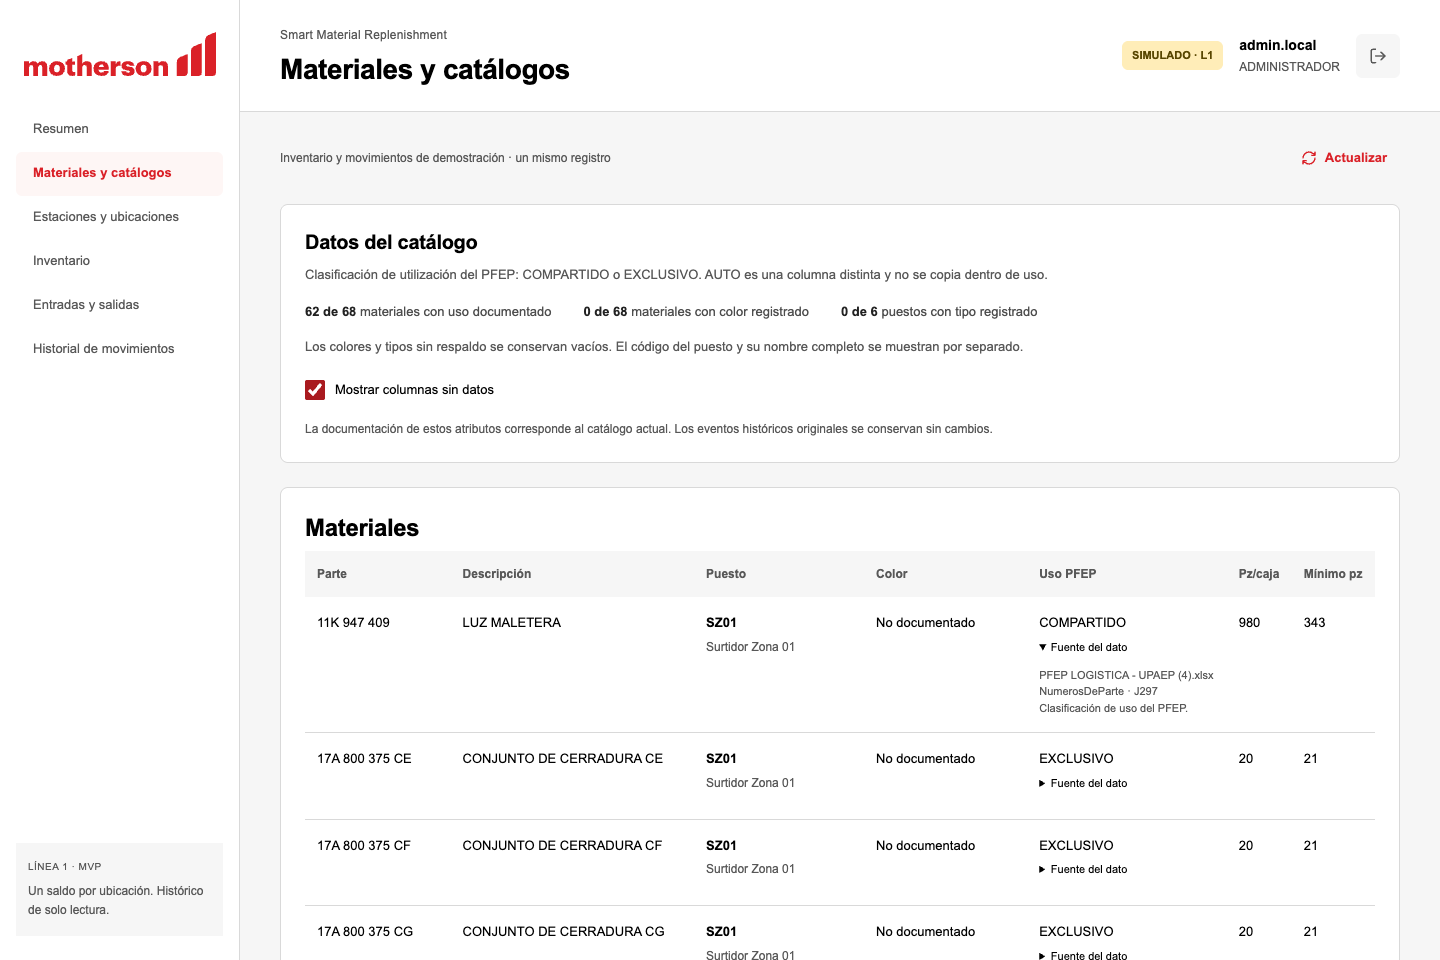 motherson
Resumen
Materiales y catálogos
Estaciones y ubicaciones
Inventario
Entradas y salidas
Historial de movimientos
LÍNEA 1 · MVP
Un saldo por ubicación. Histórico
de solo lectura.
Smart Material Replenishment
Materiales y catálogos
SIMULADO · L1
admin.local
ADMINISTRADOR
Inventario y movimientos de demostración · un mismo registro
Actualizar
Datos del catálogo
Clasificación de utilización del PFEP: COMPARTIDO o EXCLUSIVO. AUTO es una columna distinta y no se copia dentro de uso.
62 de 68 materiales con uso documentado 0 de 68 materiales con color registrado 0 de 6 puestos con tipo registrado
Los colores y tipos sin respaldo se conservan vacíos. El código del puesto y su nombre completo se muestran por separado.
Mostrar columnas sin datos
La documentación de estos atributos corresponde al catálogo actual. Los eventos históricos originales se conservan sin cambios.
Materiales
Parte Descripción Puesto Color Uso PFEP Pz/caja Mínimo pz
11K 947 409 LUZ MALETERA SZ01 No documentado COMPARTIDO 980 343
Surtidor Zona 01 Fuente del dato
PFEP LOGISTICA - UPAEP (4).xlsx
NumerosDeParte · J297
Clasificación de uso del PFEP.
17A 800 375 CE CONJUNTO DE CERRADURA CE SZ01 No documentado EXCLUSIVO 20 21
Surtidor Zona 01 Fuente del dato
17A 800 375 CF CONJUNTO DE CERRADURA CF SZ01 No documentado EXCLUSIVO 20 21
Surtidor Zona 01 Fuente del dato
17A 800 375 CG CONJUNTO DE CERRADURA CG SZ01 No documentado EXCLUSIVO 20 21
Surtidor Zona 01 Fuente del dato